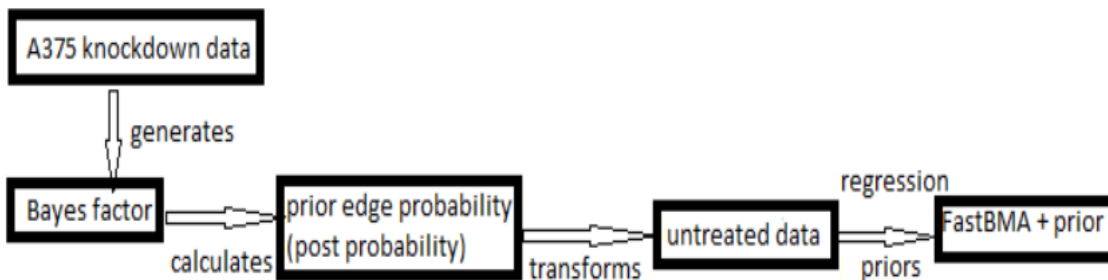 A375 knockdown data
generates
Bayes factor
calculates
prior edge probability
(post probability)
transforms
untreated data
regression
priors
FastBMA + prior